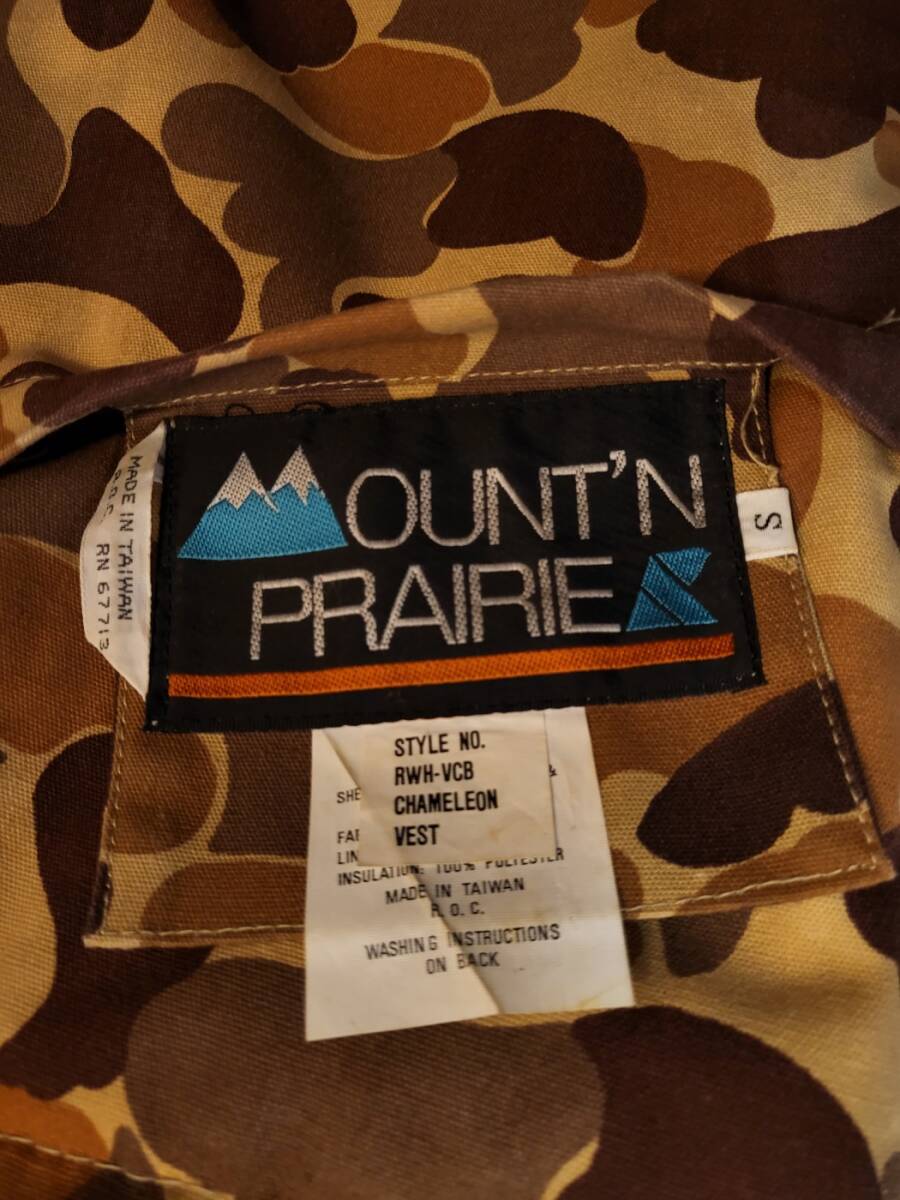 MOUNT'N
PRAIRIE
S
MADE IN TAIWAN
R.O.C. RN 67713
STYLE NO.
RWH-VCB
CHAMELEON
VEST
&
INSULATION: 100% POLYESTER
MADE IN TAIWAN
R.O.C.
WASHING INSTRUCTIONS
ON BACK